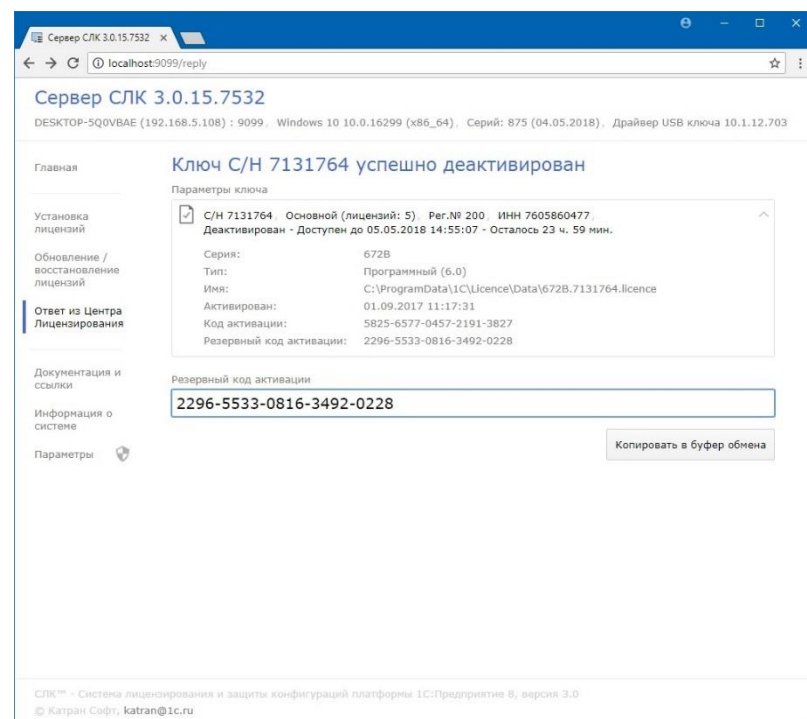 Сервер СЛК 3.0.15.7532
localhost:9099/reply
Сервер СЛК 3.0.15.7532
DESKTOP-5Q0VBAE (192.168.5.108) : 9099, Windows 10 10.0.16299 (x86_64), Серий: 875 (04.05.2018), Драйвер USB ключа 10.1.12.703
Главная
Установка
лицензий
Обновление /
восстановление
лицензий
Ответ из Центра
Лицензирования
Документация и
ссылки
Информация о
системе
Параметры
Ключ С/Н 7131764 успешно деактивирован
Параметры ключа
С/Н 7131764, Основной (лицензий: 5), Рег.№ 200, ИНН 7605860477,
Деактивирован - Доступен до 05.05.2018 14:55:07 - Осталось 23 ч. 59 мин.
Серия: 672B
Тип: Программный (6.0)
Имя: C:\ProgramData\1C\Licence\Data\672B.7131764.licence
Активирован: 01.09.2017 11:17:31
Код активации: 5825-6577-0457-2191-3827
Резервный код активации: 2296-5533-0816-3492-0228
Резервный код активации
2296-5533-0816-3492-0228
Копировать в буфер обмена
СЛК™ - Система лицензирования и защиты конфигураций платформы 1С:Предприятие 8, версия 3.0
© Катран Софт, katran@1c.ru